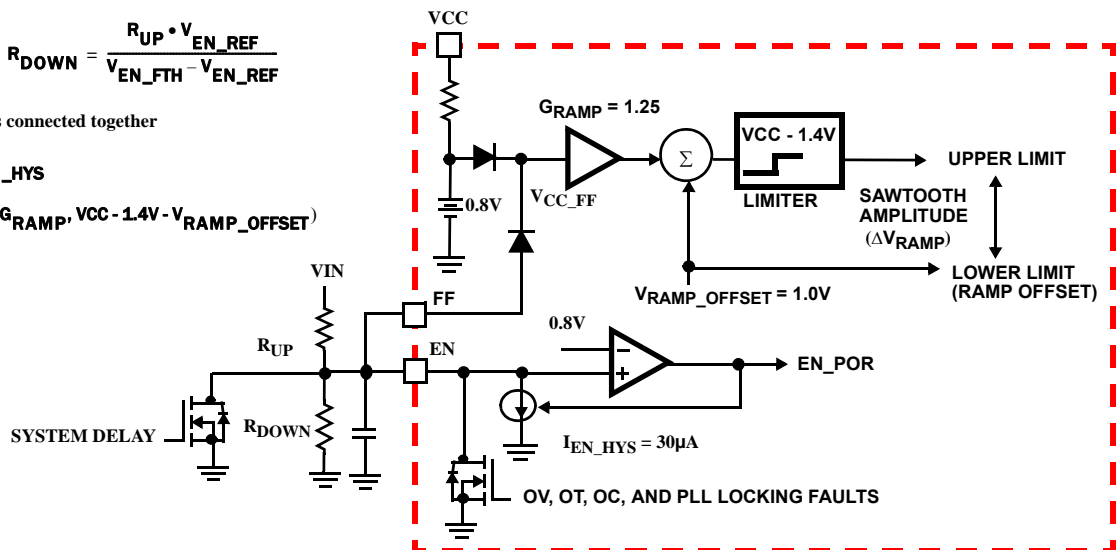 R_DOWN = R_UP • V_EN_REF / V_EN_FTH – V_EN_REF
s connected together
_HYS
G_RAMP, VCC - 1.4V - V_RAMP_OFFSET)
VCC
G_RAMP = 1.25
Σ
VCC - 1.4V
LIMITER
UPPER LIMIT
SAWTOOTH
AMPLITUDE
(ΔV_RAMP)
LOWER LIMIT
(RAMP OFFSET)
0.8V
V_CC_FF
V_RAMP_OFFSET = 1.0V
VIN
FF
R_UP
EN
0.8V
−
+
EN_POR
SYSTEM DELAY
R_DOWN
I_EN_HYS = 30µA
OV, OT, OC, AND PLL LOCKING FAULTS